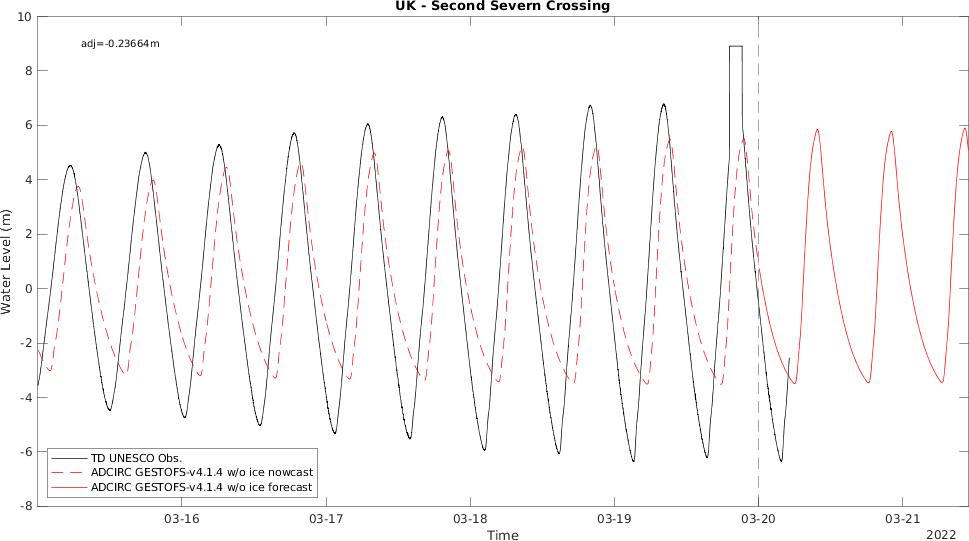 UK - Second Severn Crossing
adj=-0.23664m
Water Level (m)
10
8
6
4
2
0
-2
-4
-6
-8
TD UNESCO Obs.
ADCIRC GESTOFS-v4.1.4 w/o ice nowcast
ADCIRC GESTOFS-v4.1.4 w/o ice forecast
03-16 03-17 03-18 03-19 03-20 03-21
Time
2022